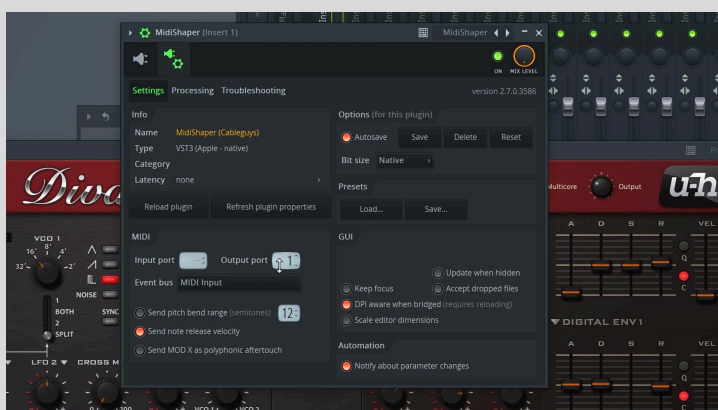 MidiShaper (Insert 1)
MidiShaper
ON
MIX LEVEL
Settings Processing Troubleshooting
version 2.7.0.3586
Info
Name MidiShaper (Cableguys)
Type VST3 (Apple - native)
Category
Latency none
Reload plugin
Refresh plugin properties
Options (for this plugin)
Autosave
Save
Delete
Reset
Bit size Native
Presets
Load...
Save...
MIDI
Input port ---
Output port 1
Event bus MIDI Input
Send pitch bend range (semitones) 12
Send note release velocity
Send MOD X as polyphonic aftertouch
GUI
Update when hidden
Keep focus
Accept dropped files
DPI aware when bridged (requires reloading)
Scale editor dimensions
Automation
Notify about parameter changes
Diva
VCO 1
8'
16' 4'
32' 2'
NOISE
1
BOTH
SYNC
2
SPLIT
LFO 2
CROSS M
Multicore
Output
u-h
A D S R VEL
Q
C
DIGITAL ENV 1
A D S R VEL
Q
C